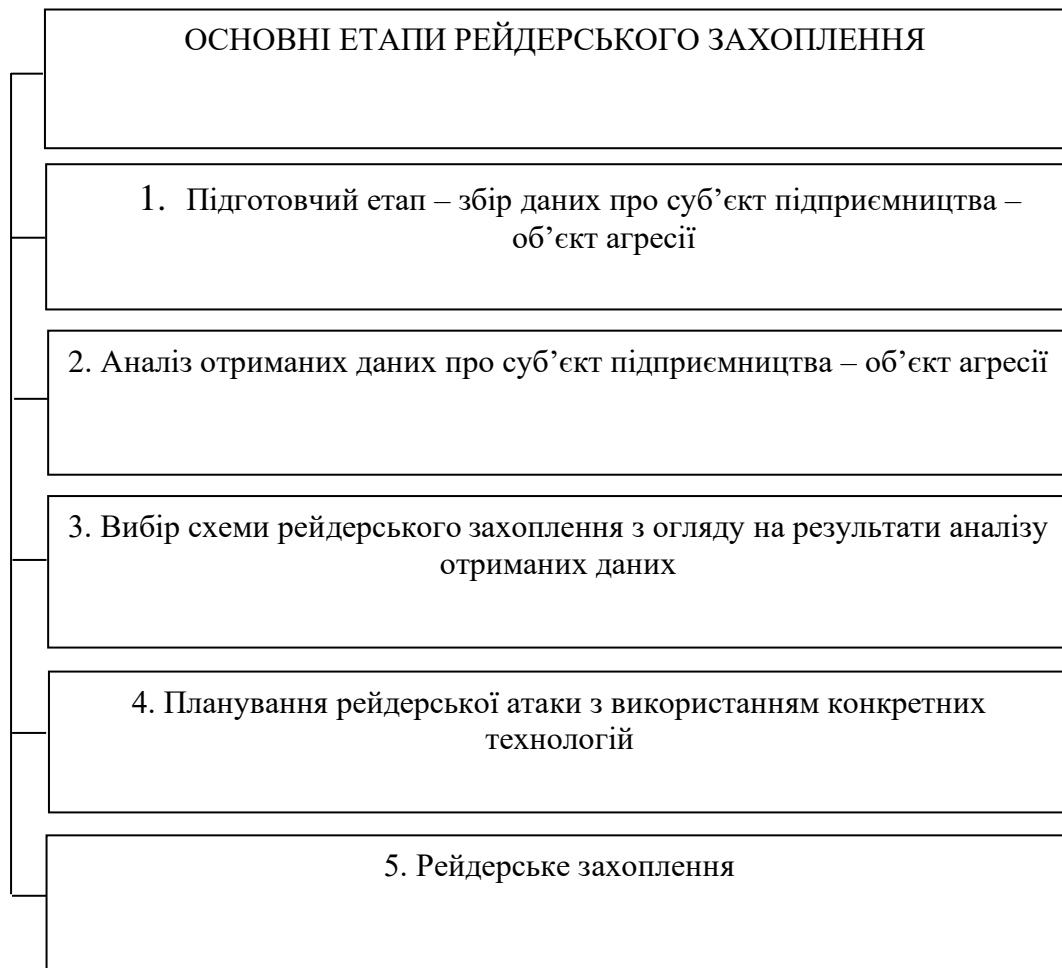 ОСНОВНІ ЕТАПИ РЕЙДЕРСЬКОГО ЗАХОПЛЕННЯ
1. Підготовчий етап – збір даних про суб’єкт підприємництва –
об’єкт агресії
2. Аналіз отриманих даних про суб’єкт підприємництва – об’єкт агресії
3. Вибір схеми рейдерського захоплення з огляду на результати аналізу
отриманих даних
4. Планування рейдерської атаки з використанням конкретних
технологій
5. Рейдерське захоплення